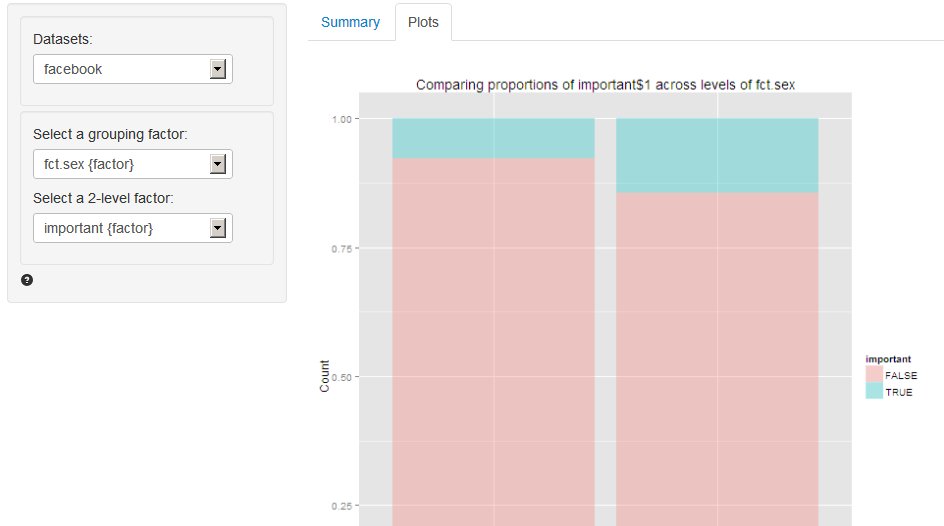 Datasets:
facebook
Select a grouping factor:
fct.sex {factor}
Select a 2-level factor:
important {factor}
?
Summary
Plots
Comparing proportions of important$1 across levels of fct.sex
1.00
0.75
0.50
0.25
Count
important
FALSE
TRUE